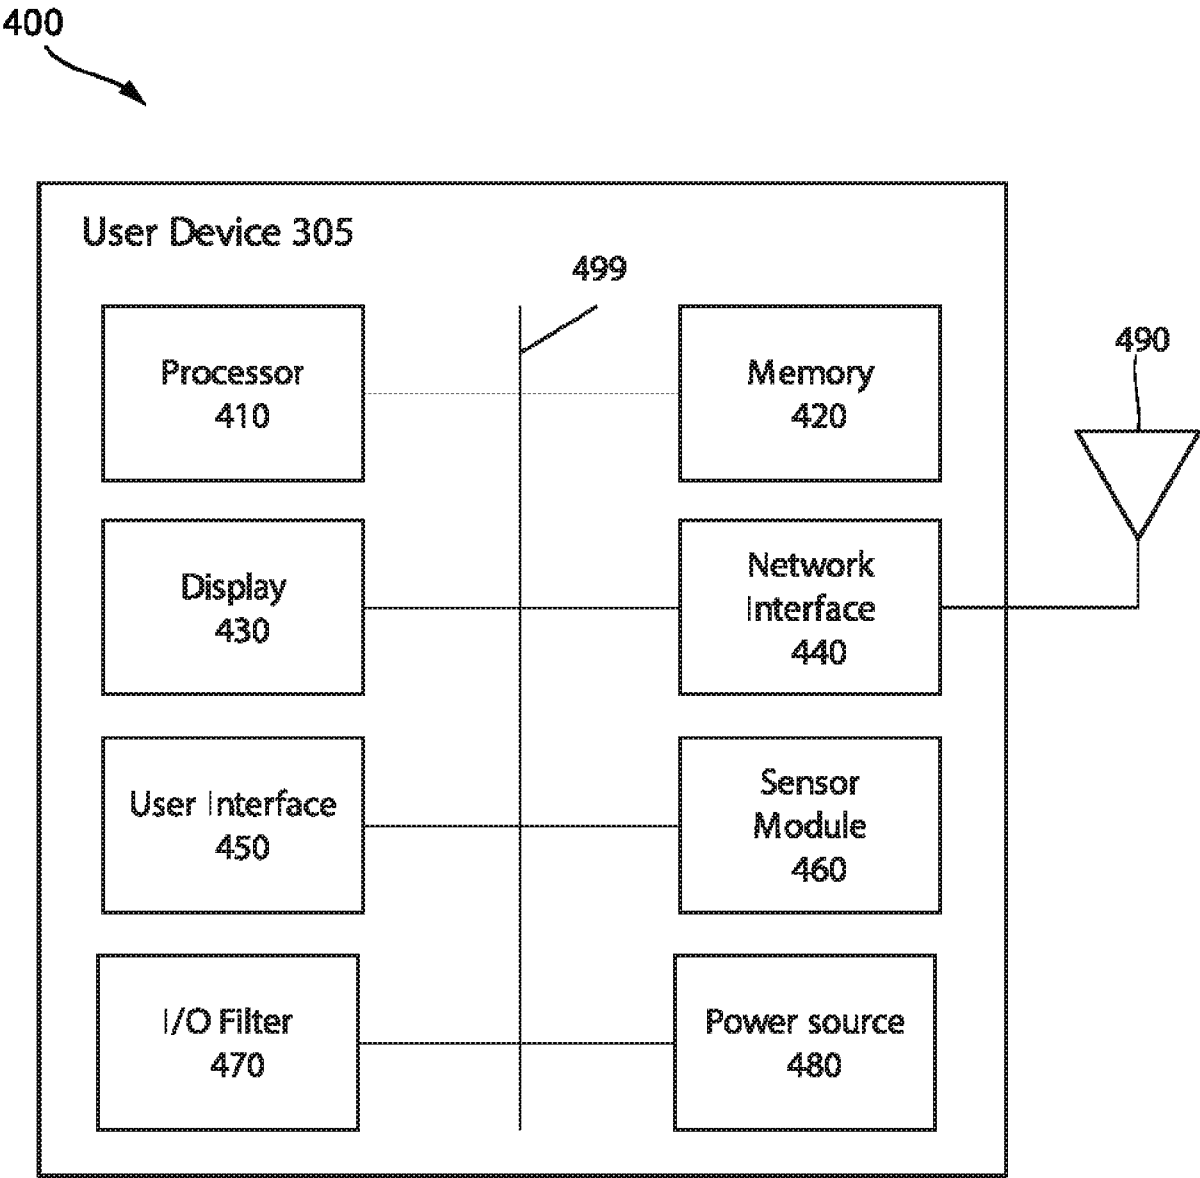 400
User Device 305
499
Processor
410
Memory
420
490
Display
430
Network
Interface
440
User Interface
450
Sensor
Module
460
I/O Filter
470
Power source
480